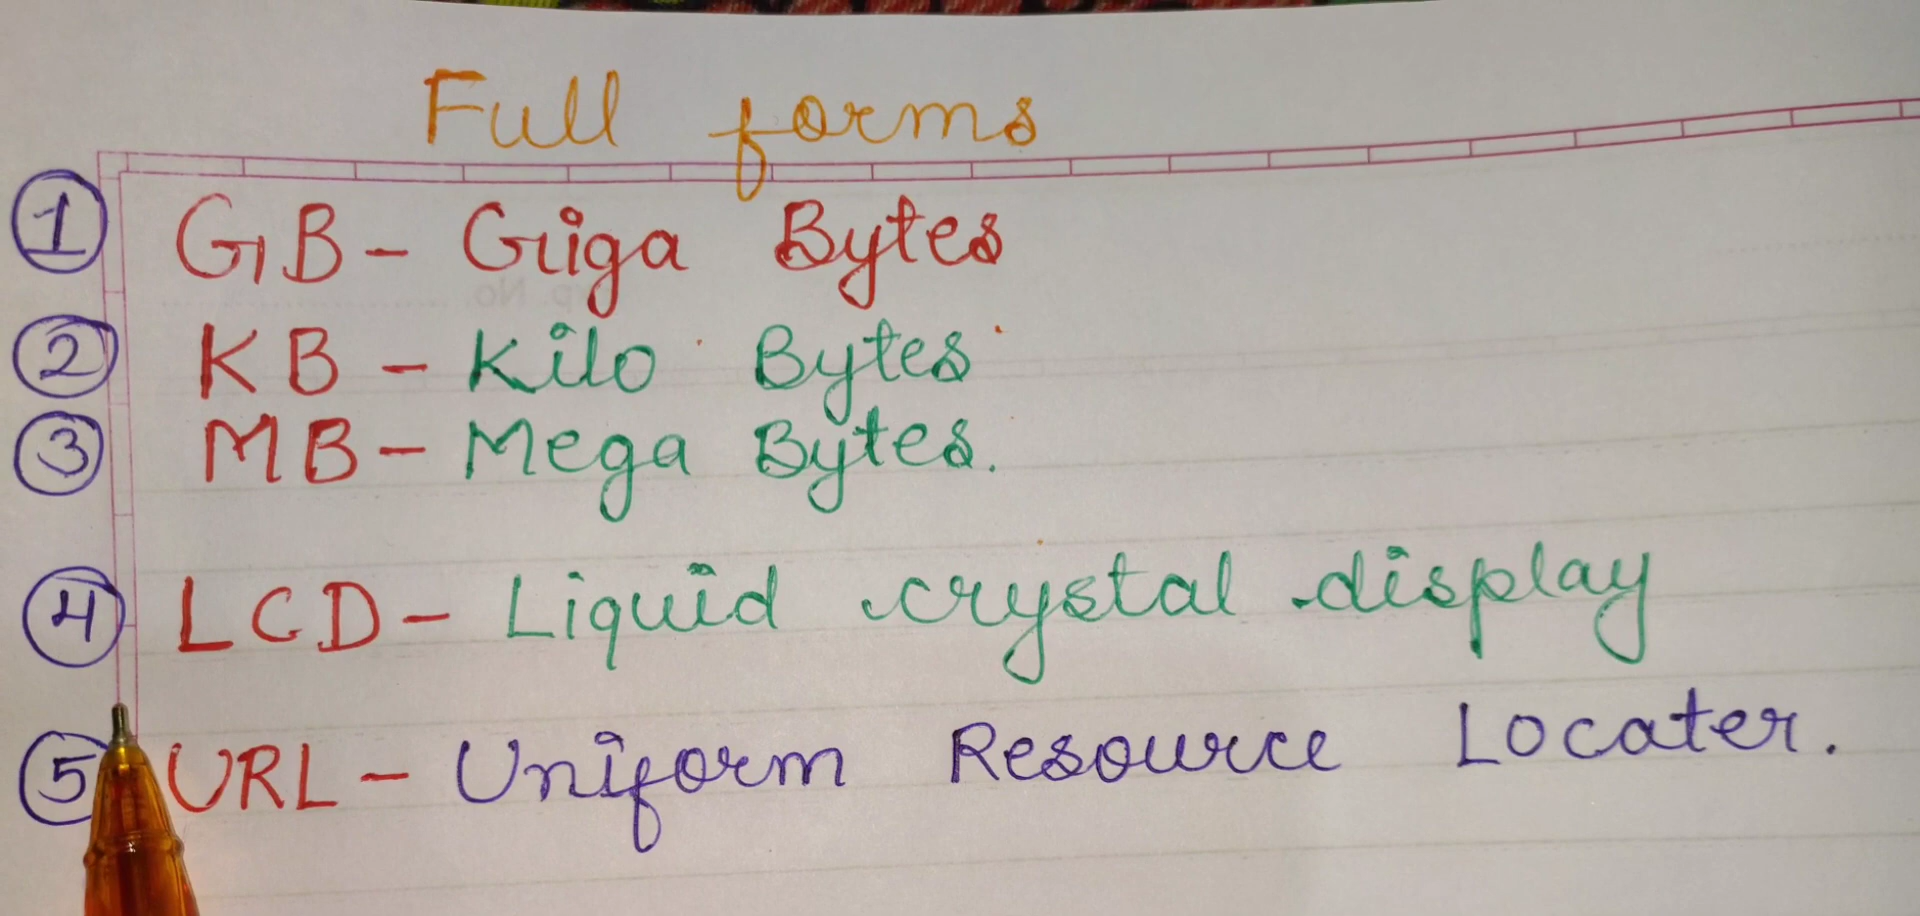 Full forms
1 GB - Giga Bytes
2 KB - Kilo Bytes
3 MB - Mega Bytes.
4 LCD - Liquid crystal display
5 URL - Uniform Resource Locater.